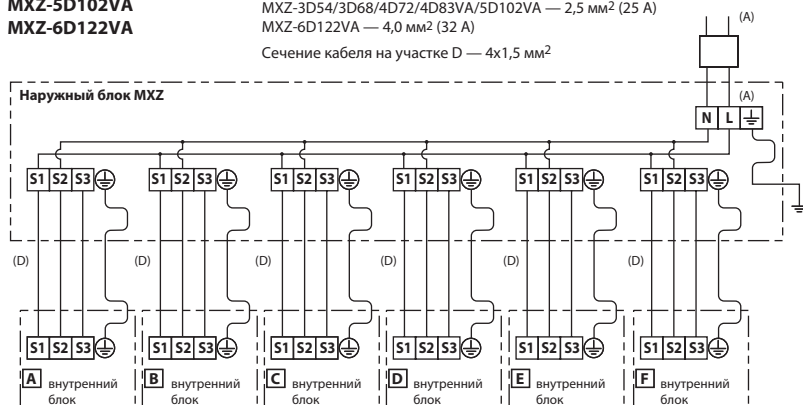 MXZ-5D102VA
MXZ-6D122VA
MXZ-3D54/3D68/4D72/4D83VA/5D102VA — 2,5 мм² (25 А)
MXZ-6D122VA — 4,0 мм² (32 А)
Сечение кабеля на участке D — 4x1,5 мм²
(A)
Наружный блок MXZ
(A)
N L
S1 S2 S3 S1 S2 S3 S1 S2 S3 S1 S2 S3 S1 S2 S3 S1 S2 S3
(D) (D) (D) (D) (D) (D)
S1 S2 S3 S1 S2 S3 S1 S2 S3 S1 S2 S3 S1 S2 S3 S1 S2 S3
A внутренний B внутренний C внутренний D внутренний E внутренний F внутренний
блок блок блок блок блок блок